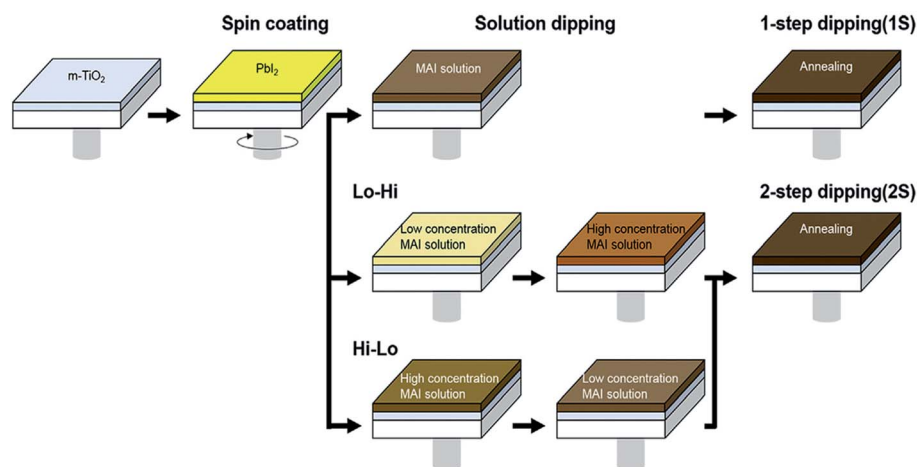 Spin coating
Solution dipping
1-step dipping(1S)
m-TiO2
PbI2
MAI solution
Annealing
Lo-Hi
2-step dipping(2S)
Low concentration
MAI solution
High concentration
MAI solution
Annealing
Hi-Lo
High concentration
MAI solution
Low concentration
MAI solution